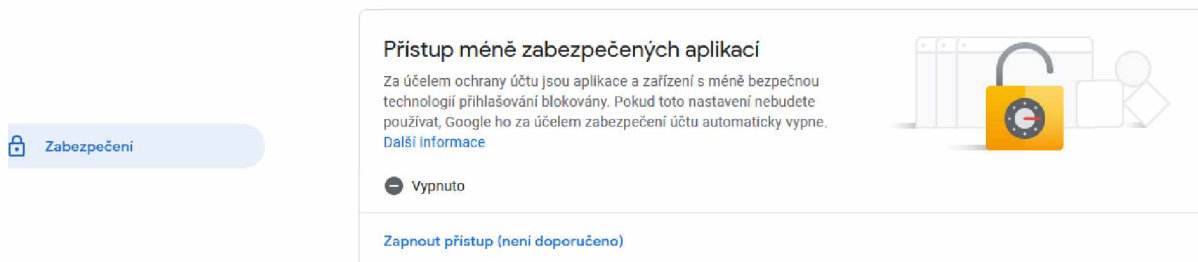 Zabezpečení
Přístup méně zabezpečených aplikací
Za účelem ochrany účtu jsou aplikace a zařízení s méně bezpečnou
technologií přihlašování blokovány. Pokud toto nastavení nebudete
používat, Google ho za účelem zabezpečení účtu automaticky vypne.
Další informace
Vypnuto
Zapnout přístup (není doporučeno)